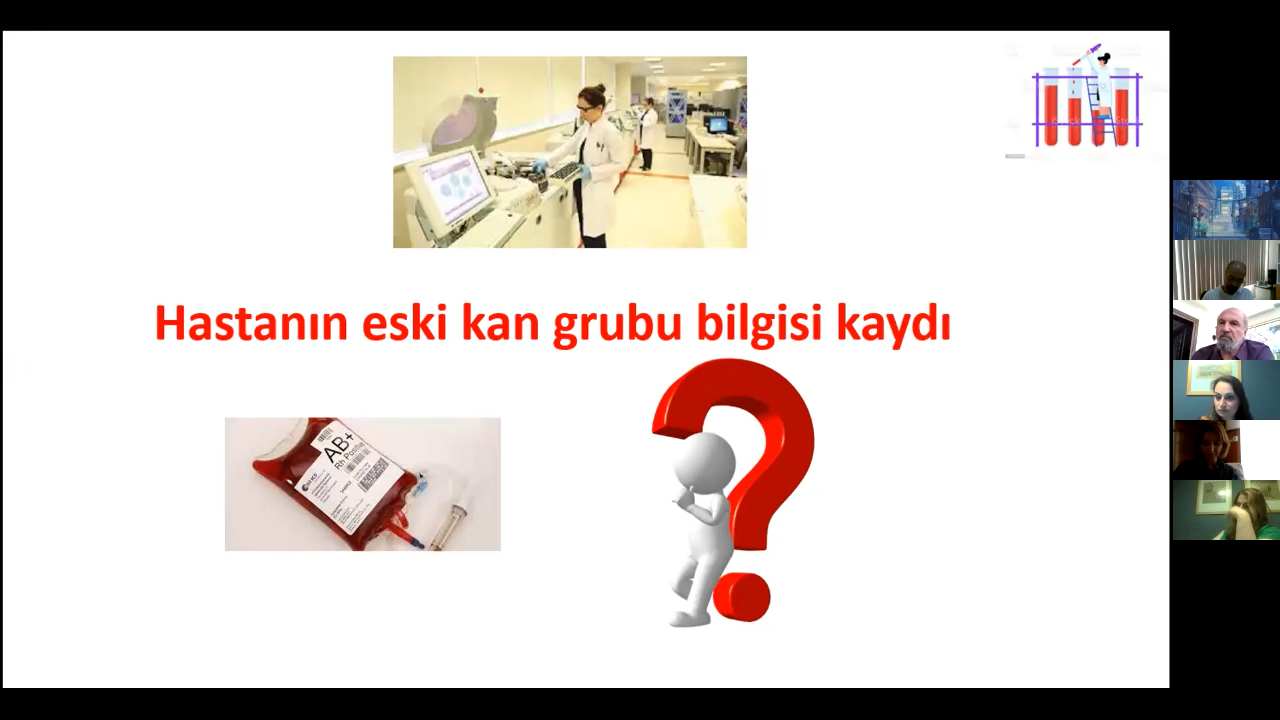 Hastanın eski kan grubu bilgisi kaydı
AB+
Rh Positive